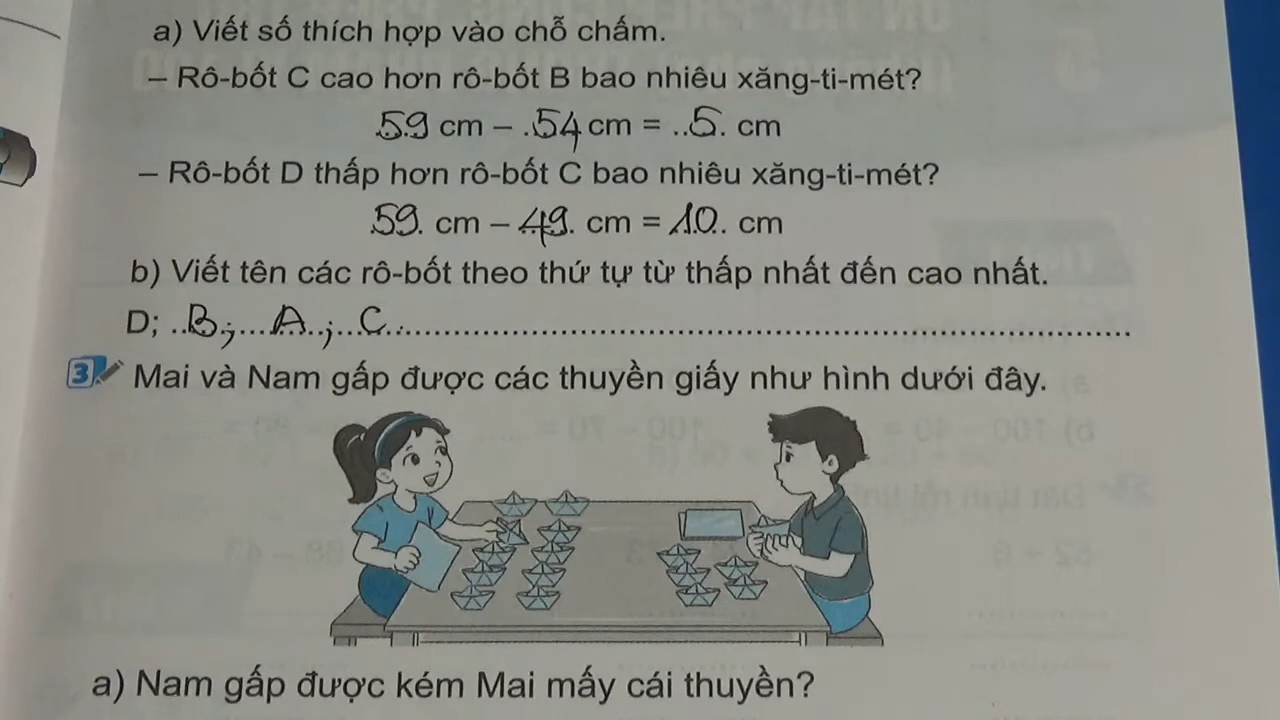 a) Viết số thích hợp vào chỗ chấm.
– Rô-bốt C cao hơn rô-bốt B bao nhiêu xăng-ti-mét?
59 cm – .54 cm = ..5. cm
– Rô-bốt D thấp hơn rô-bốt C bao nhiêu xăng-ti-mét?
59. cm – 49. cm = 10.. cm
b) Viết tên các rô-bốt theo thứ tự từ thấp nhất đến cao nhất.
D; ..B.;....A..;..C.......................................................
3 Mai và Nam gấp được các thuyền giấy như hình dưới đây.
a) Nam gấp được kém Mai mấy cái thuyền?